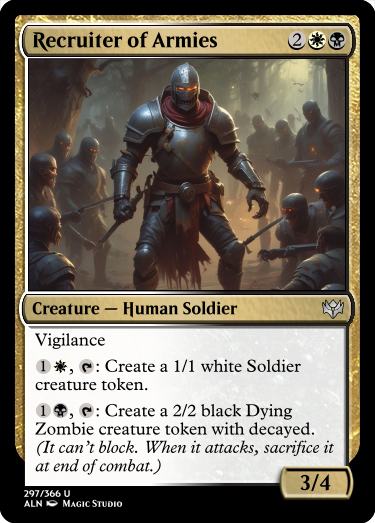 Recruiter of Armies 2
Creature — Human Soldier
Vigilance
1 , : Create a 1/1 white Soldier
creature token.
1 , : Create a 2/2 black Dying
Zombie creature token with decayed.
(It can't block. When it attacks, sacrifice it
at end of combat.)
3/4
297/366 U
ALN Magic Studio